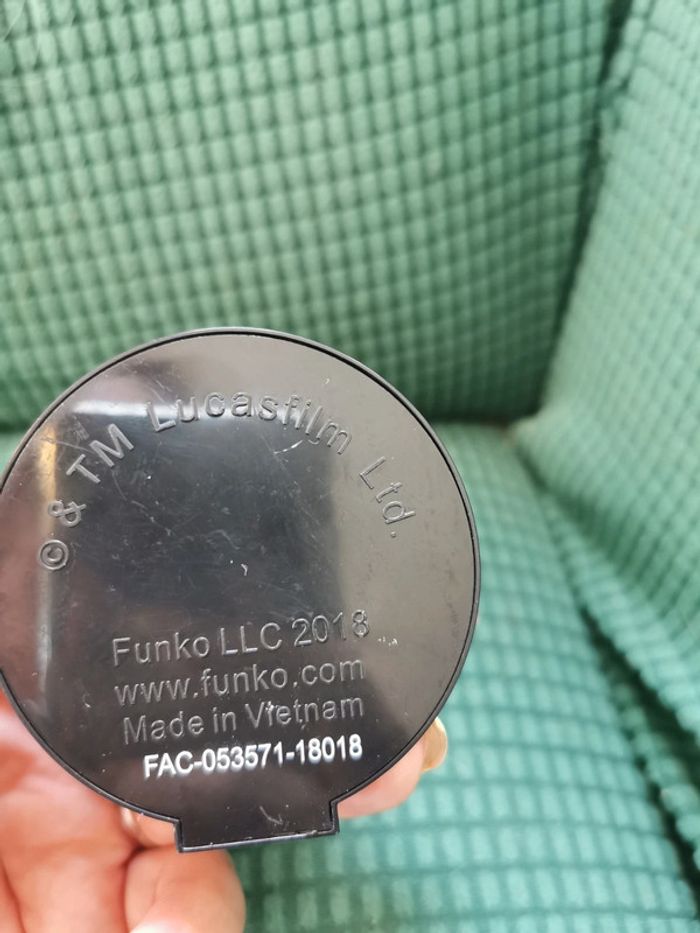 © & TM Lucasfilm Ltd.
Funko LLC 2018
www.funko.com
Made in Vietnam
FAC-053571-18018